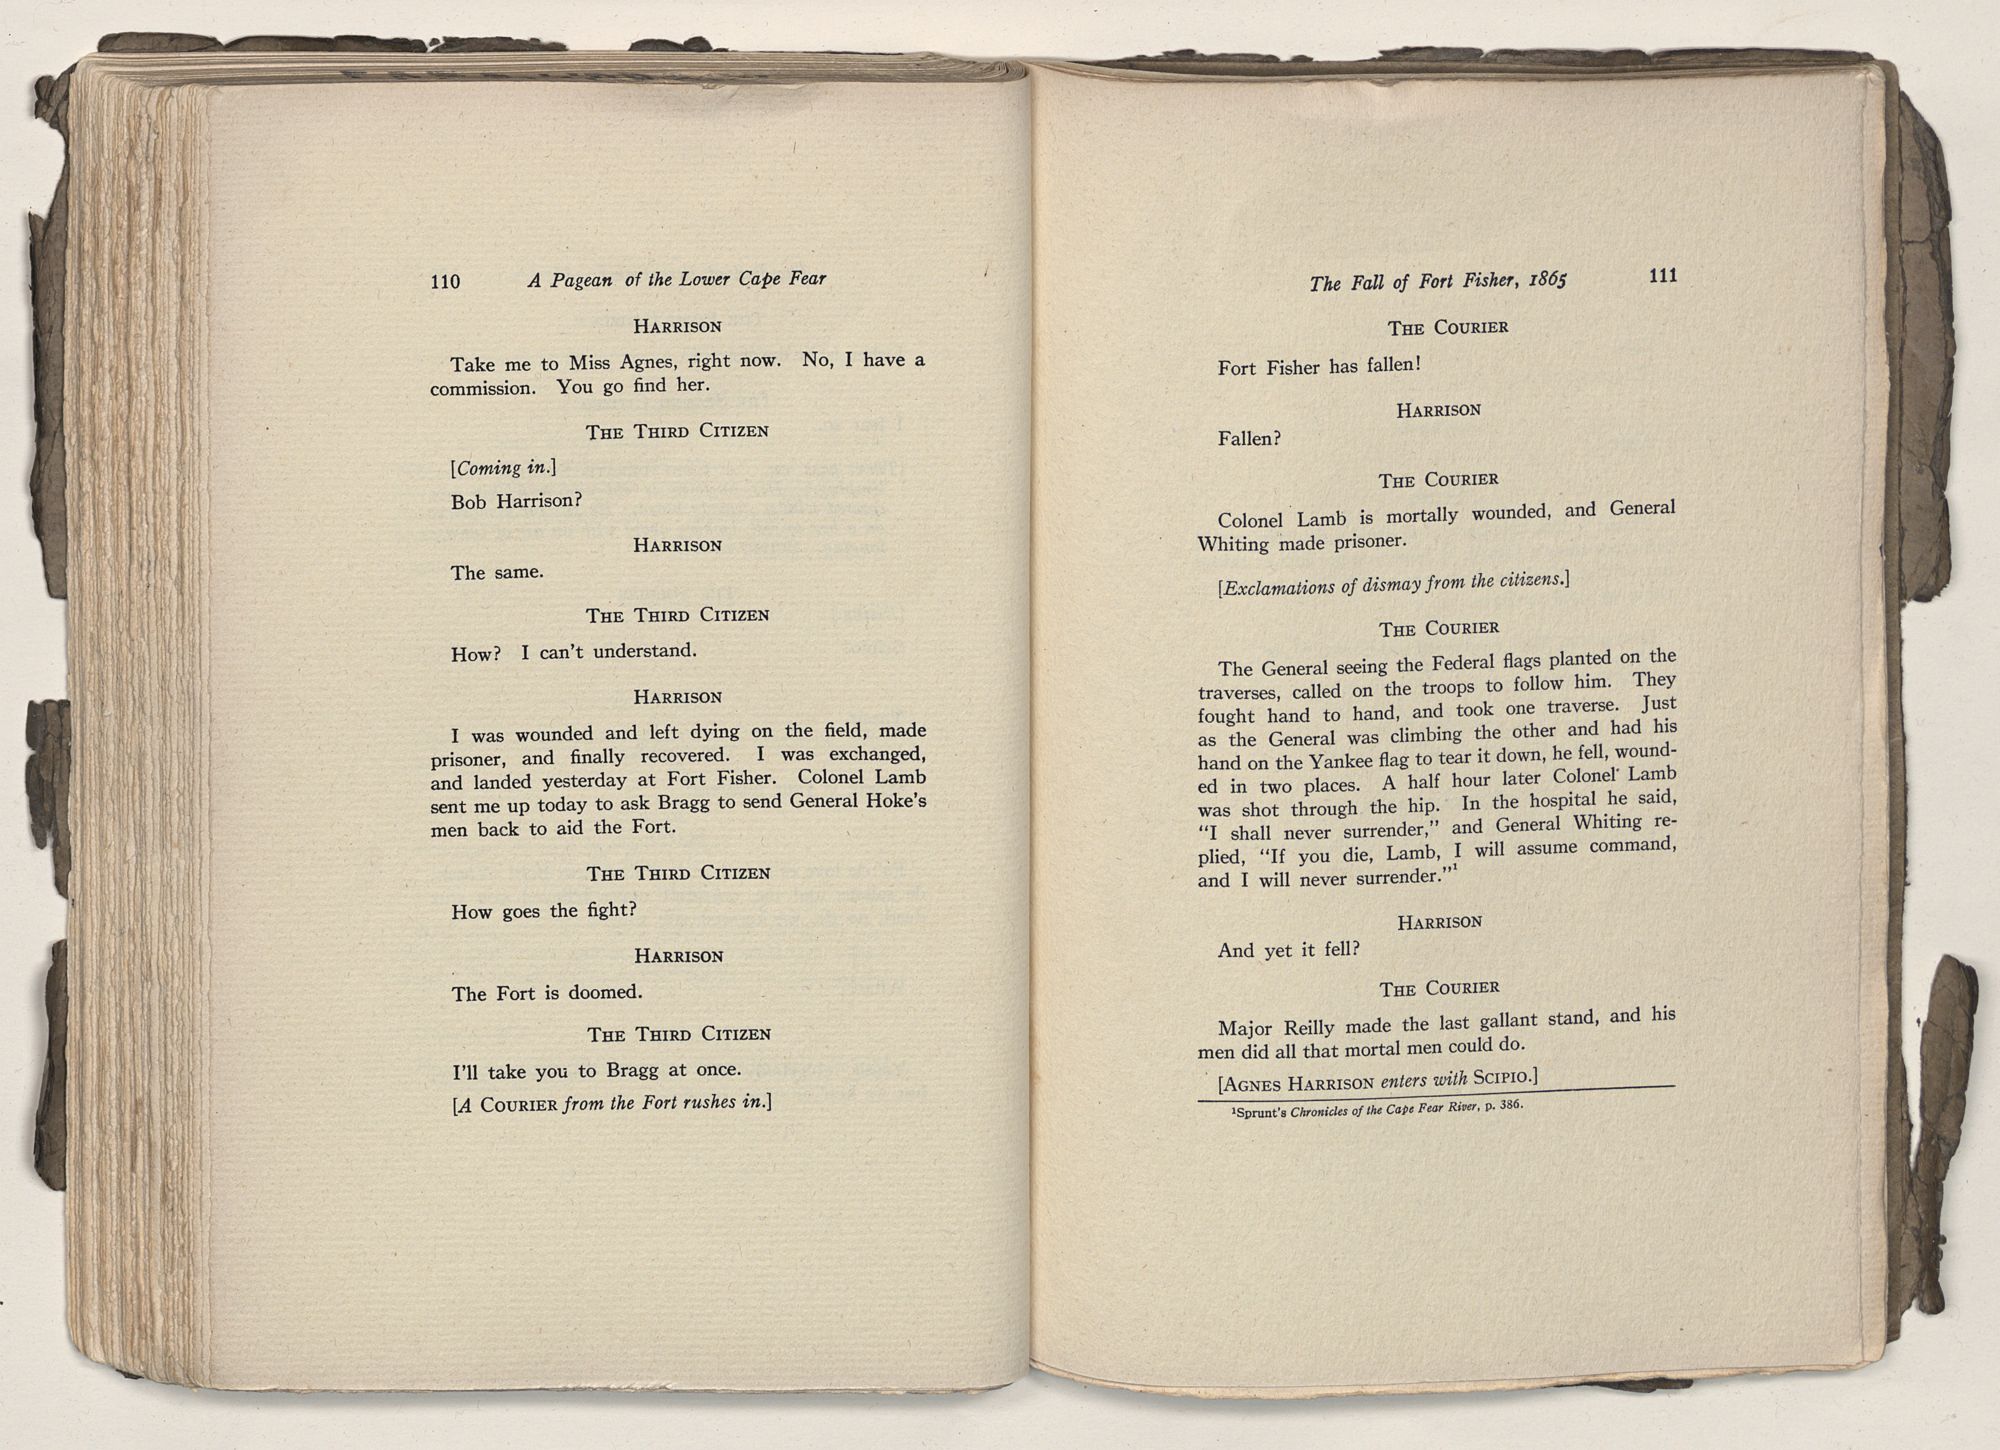 110 A Pagean of the Lower Cape Fear
HARRISON
Take me to Miss Agnes, right now. No, I have a
commission. You go find her.
THE THIRD CITIZEN
[Coming in.]
Bob Harrison?
HARRISON
The same.
THE THIRD CITIZEN
How? I can't understand.
HARRISON
I was wounded and left dying on the field, made
prisoner, and finally recovered. I was exchanged,
and landed yesterday at Fort Fisher. Colonel Lamb
sent me up today to ask Bragg to send General Hoke's
men back to aid the Fort.
THE THIRD CITIZEN
How goes the fight?
HARRISON
The Fort is doomed.
THE THIRD CITIZEN
I'll take you to Bragg at once.
[A COURIER from the Fort rushes in.]
The Fall of Fort Fisher, 1865 111
THE COURIER
Fort Fisher has fallen!
HARRISON
Fallen?
THE COURIER
Colonel Lamb is mortally wounded, and General
Whiting made prisoner.
[Exclamations of dismay from the citizens.]
THE COURIER
The General seeing the Federal flags planted on the
traverses, called on the troops to follow him. They
fought hand to hand, and took one traverse. Just
as the General was climbing the other and had his
hand on the Yankee flag to tear it down, he fell, wound-
ed in two places. A half hour later Colonel Lamb
was shot through the hip. In the hospital he said,
"I shall never surrender," and General Whiting re-
plied, "If you die, Lamb, I will assume command,
and I will never surrender."¹
HARRISON
And yet it fell?
THE COURIER
Major Reilly made the last gallant stand, and his
men did all that mortal men could do.
[AGNES HARRISON enters with SCIPIO.]
¹Sprunt's Chronicles of the Cape Fear River, p. 386.